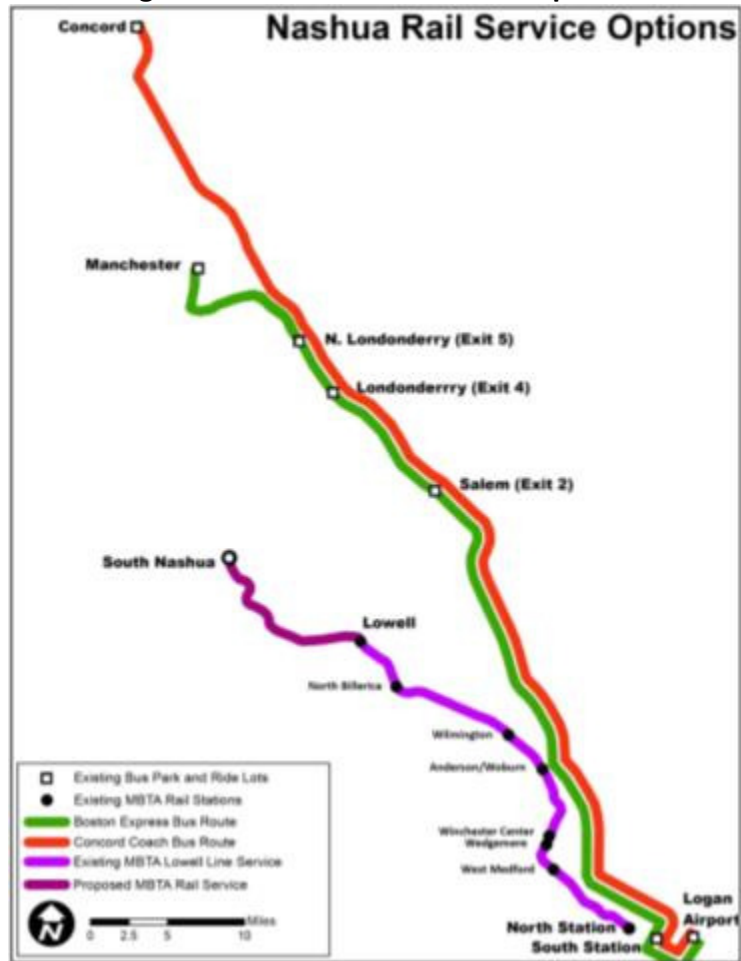 Nashua Rail Service Options
Concord
Manchester
N. Londonderry (Exit 5)
Londonderrry (Exit 4)
Salem (Exit 2)
South Nashua
Lowell
North Billerica
Wilmington
Anderson/Woburn
Winchester Center
Wedgemere
West Medford
North Station
South Station
Logan
Airport
Existing Bus Park and Ride Lots
Existing MBTA Rail Stations
Boston Express Bus Route
Concord Coach Bus Route
Existing MBTA Lowell Line Service
Proposed MBTA Rail Service
N
Miles
0 2.5 5 10